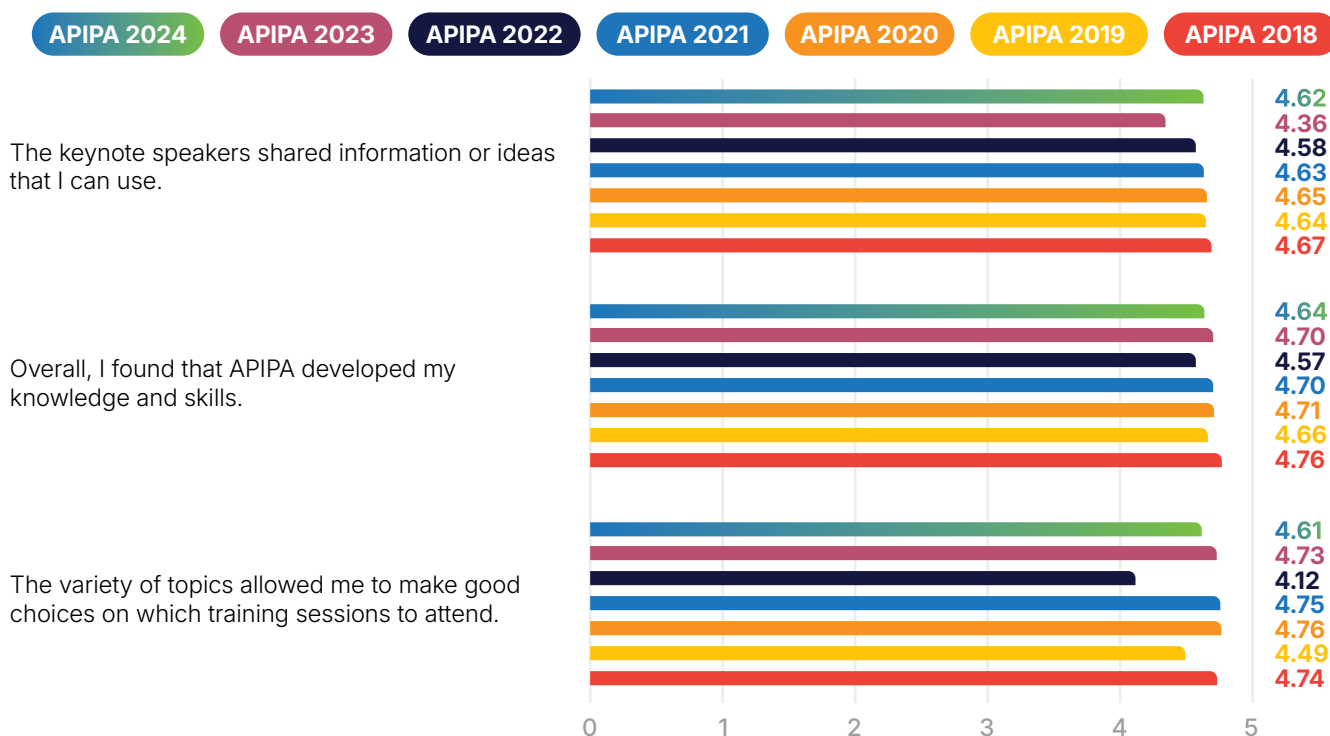 APIPA 2024 APIPA 2023 APIPA 2022 APIPA 2021 APIPA 2020 APIPA 2019 APIPA 2018
The keynote speakers shared information or ideas
that I can use.
4.62
4.36
4.58
4.63
4.65
4.64
4.67
Overall, I found that APIPA developed my
knowledge and skills.
4.64
4.70
4.57
4.70
4.71
4.66
4.76
The variety of topics allowed me to make good
choices on which training sessions to attend.
4.61
4.73
4.12
4.75
4.76
4.49
4.74
0 1 2 3 4 5